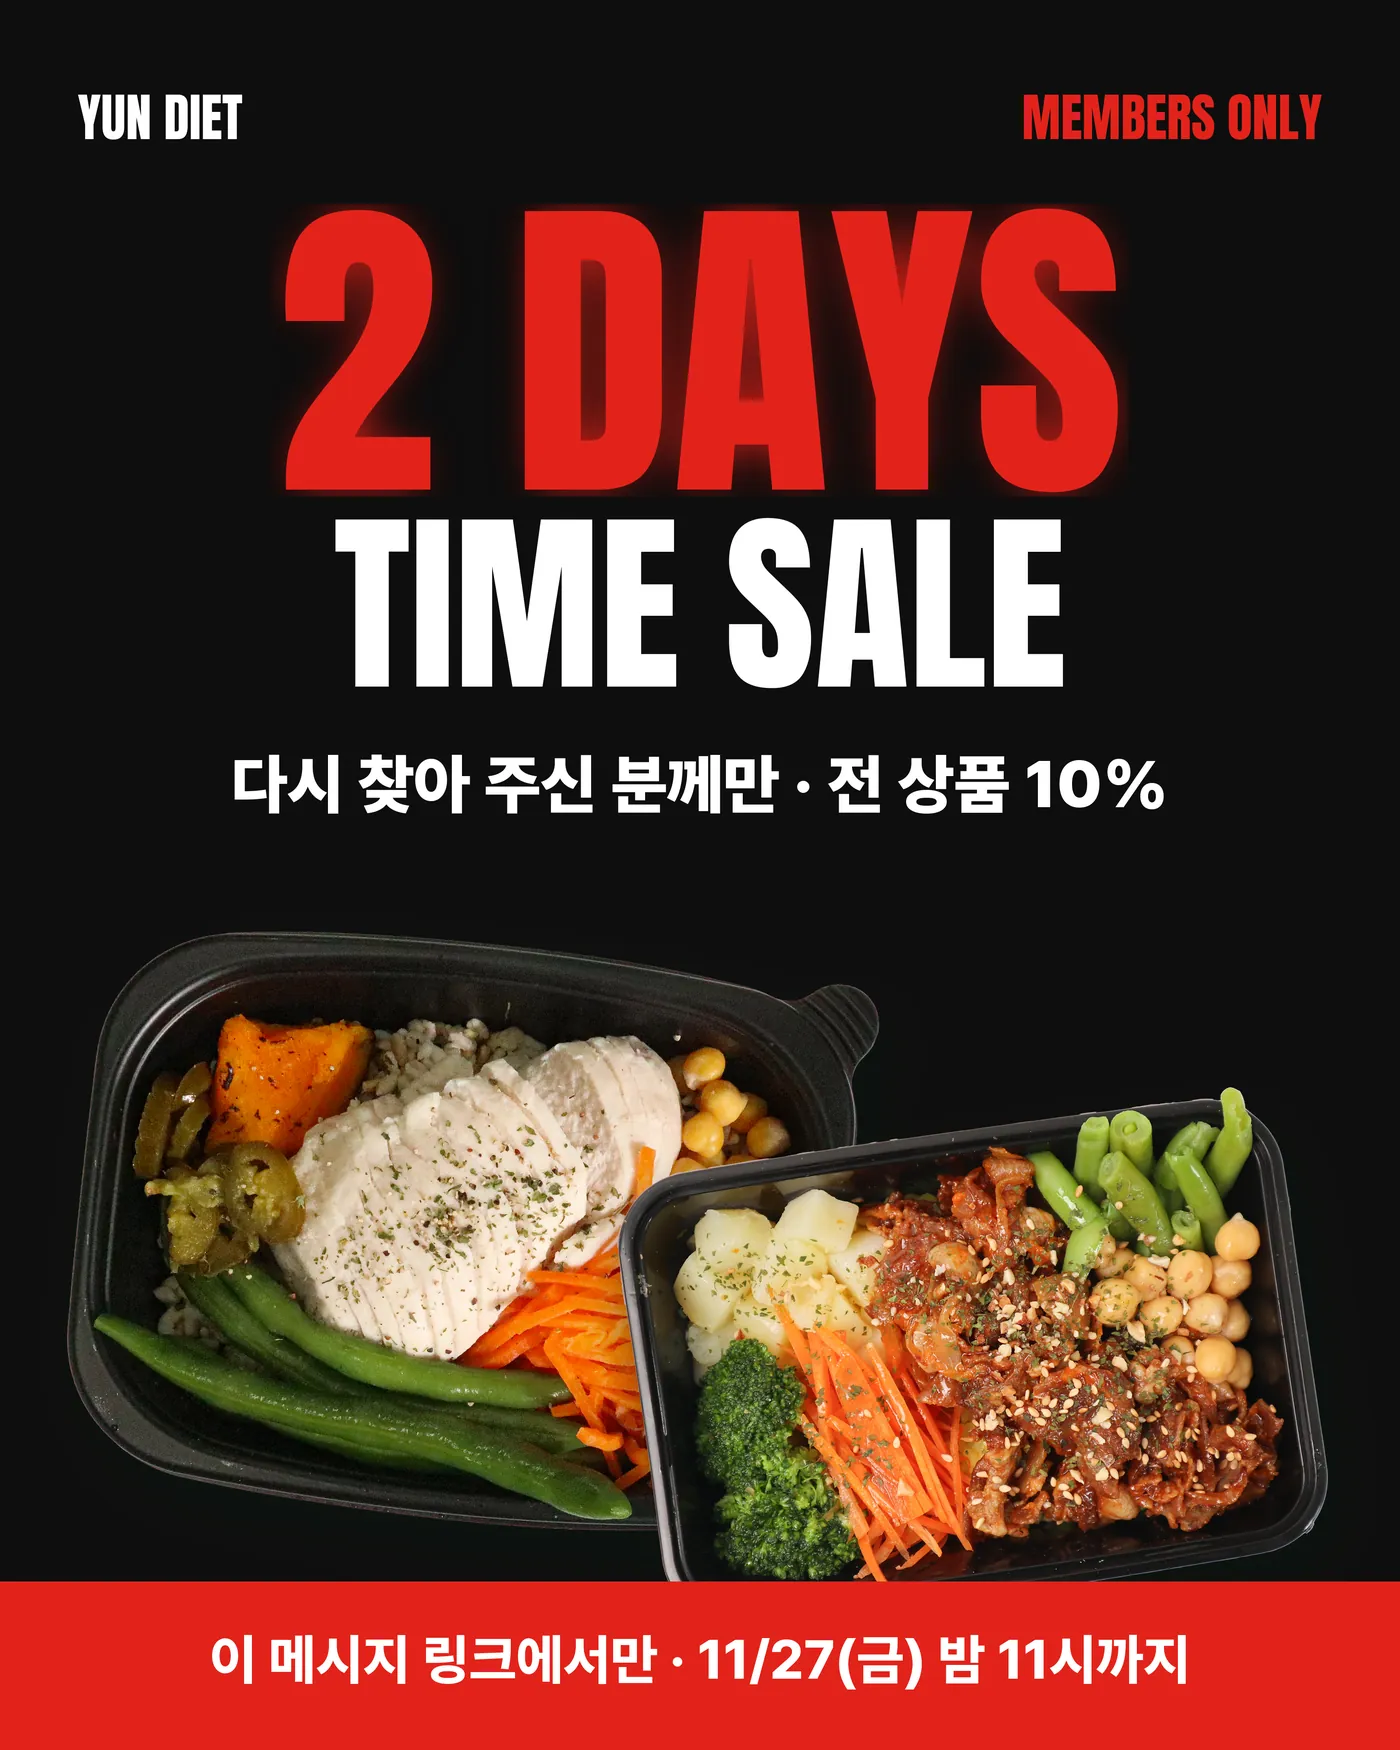 YUN DIET
MEMBERS ONLY
2 DAYS
TIME SALE
다시 찾아 주신 분께만 · 전 상품 10%
이 메시지 링크에서만 · 11/27(금) 밤 11시까지